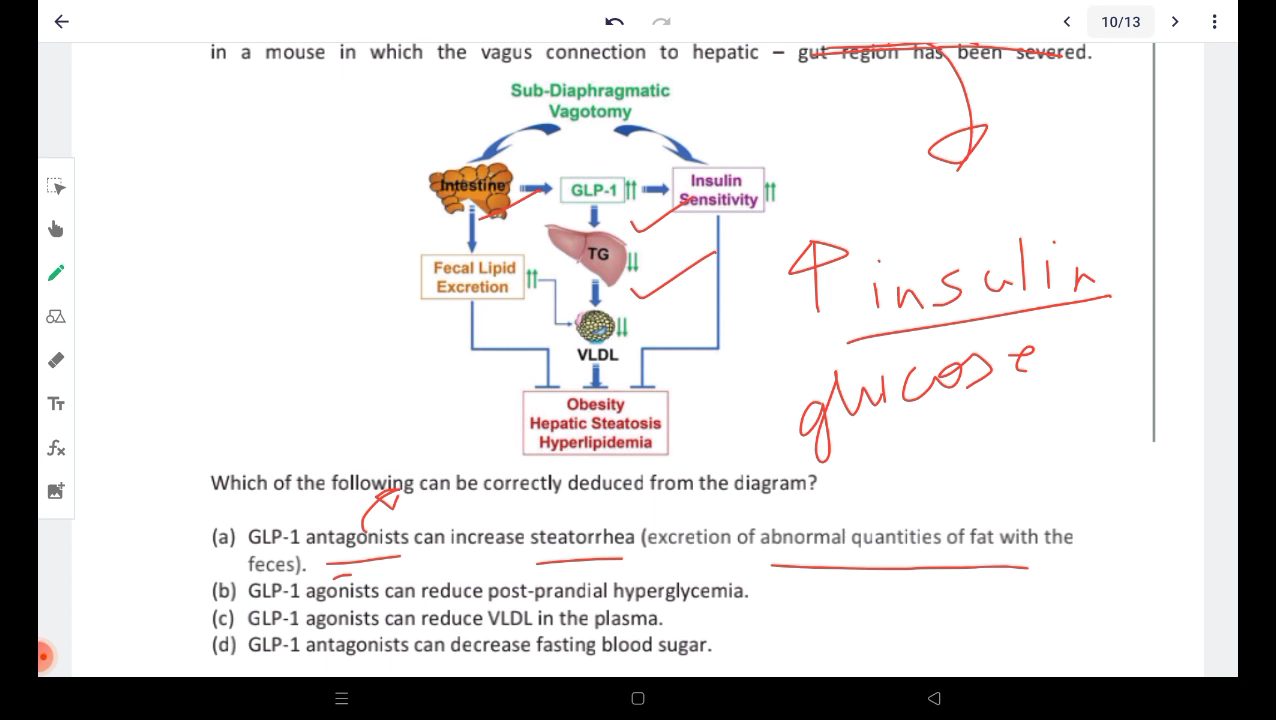 10/13
in a mouse in which the vagus connection to hepatic – gut region has been severed.
Sub-Diaphragmatic
Vagotomy
Intestine
GLP-1
Insulin
Sensitivity
TG
Fecal Lipid
Excretion
VLDL
Obesity
Hepatic Steatosis
Hyperlipidemia
↑ insulin
glucose
Which of the following can be correctly deduced from the diagram?
(a) GLP-1 antagonists can increase steatorrhea (excretion of abnormal quantities of fat with the
feces).
(b) GLP-1 agonists can reduce post-prandial hyperglycemia.
(c) GLP-1 agonists can reduce VLDL in the plasma.
(d) GLP-1 antagonists can decrease fasting blood sugar.
Tт
fx